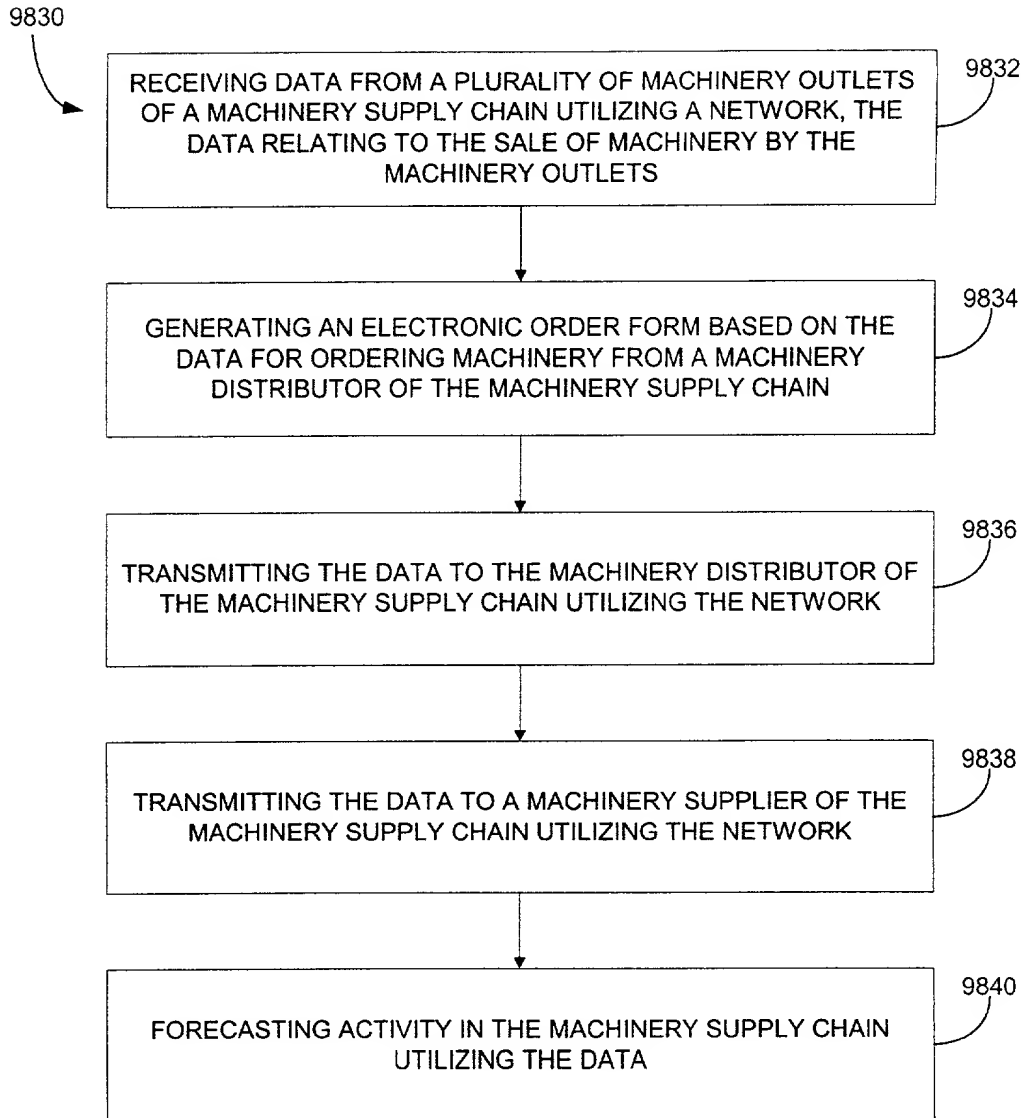 9830
RECEIVING DATA FROM A PLURALITY OF MACHINERY OUTLETS
OF A MACHINERY SUPPLY CHAIN UTILIZING A NETWORK, THE
DATA RELATING TO THE SALE OF MACHINERY BY THE
MACHINERY OUTLETS
9832
GENERATING AN ELECTRONIC ORDER FORM BASED ON THE
DATA FOR ORDERING MACHINERY FROM A MACHINERY
DISTRIBUTOR OF THE MACHINERY SUPPLY CHAIN
9834
TRANSMITTING THE DATA TO THE MACHINERY DISTRIBUTOR OF
THE MACHINERY SUPPLY CHAIN UTILIZING THE NETWORK
9836
TRANSMITTING THE DATA TO A MACHINERY SUPPLIER OF THE
MACHINERY SUPPLY CHAIN UTILIZING THE NETWORK
9838
FORECASTING ACTIVITY IN THE MACHINERY SUPPLY CHAIN
UTILIZING THE DATA
9840